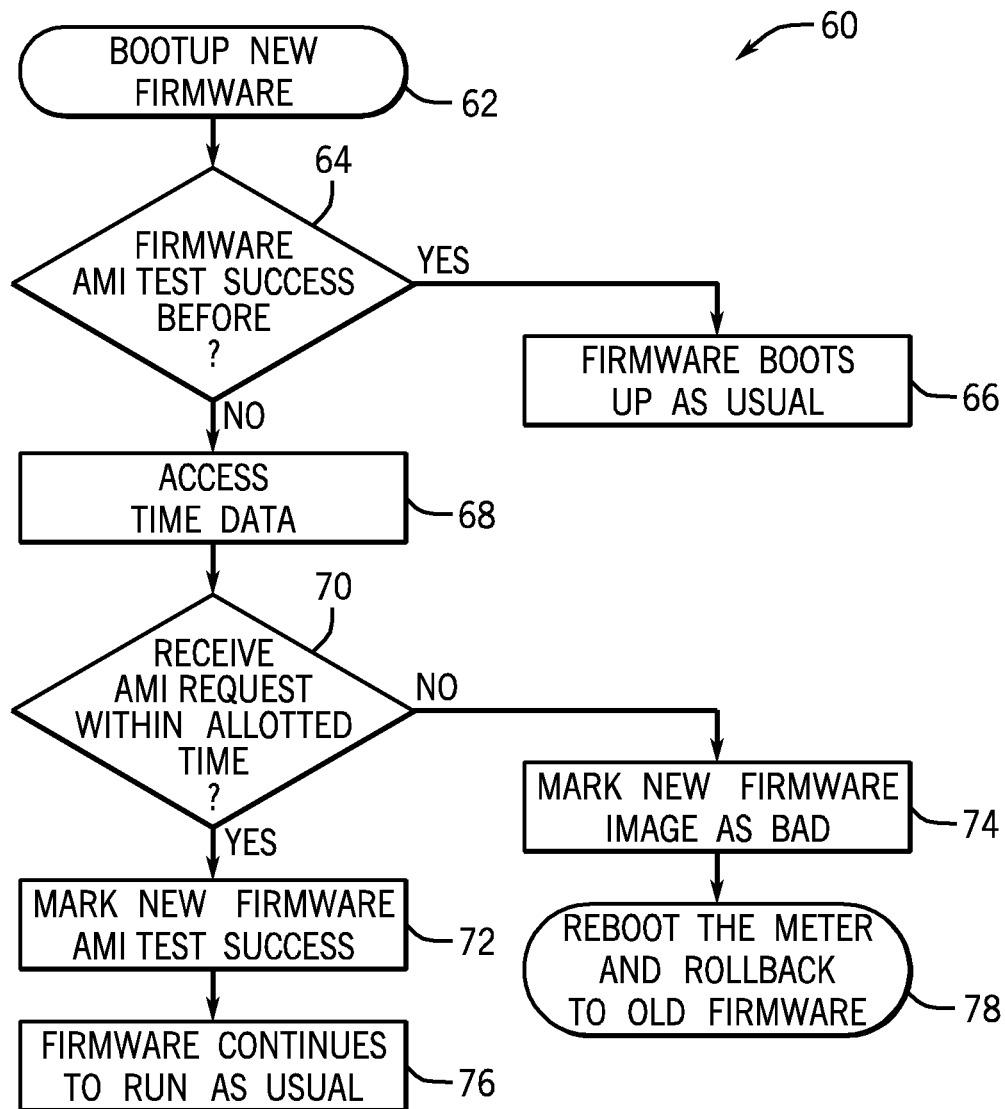 60
BOOTUP NEW
FIRMWARE
62
64
FIRMWARE
AMI TEST SUCCESS
BEFORE
?
YES
NO
FIRMWARE BOOTS
UP AS USUAL
66
ACCESS
TIME DATA
68
70
RECEIVE
AMI REQUEST
WITHIN ALLOTTED
TIME
?
NO
YES
MARK NEW FIRMWARE
IMAGE AS BAD
74
MARK NEW FIRMWARE
AMI TEST SUCCESS
72
REBOOT THE METER
AND ROLLBACK
TO OLD FIRMWARE
78
FIRMWARE CONTINUES
TO RUN AS USUAL
76